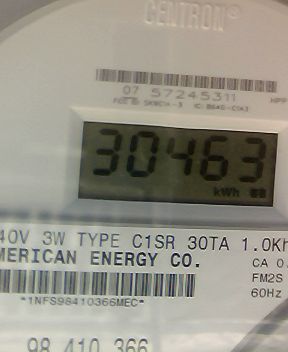 CENTRON®
07 57245311
30463
kWh
40V 3W TYPE C1SR 30TA 1.0Kh
MERICAN ENERGY CO.
CA 0.
FM2S
60Hz
*1NFS98410366MEC*
98 410 366